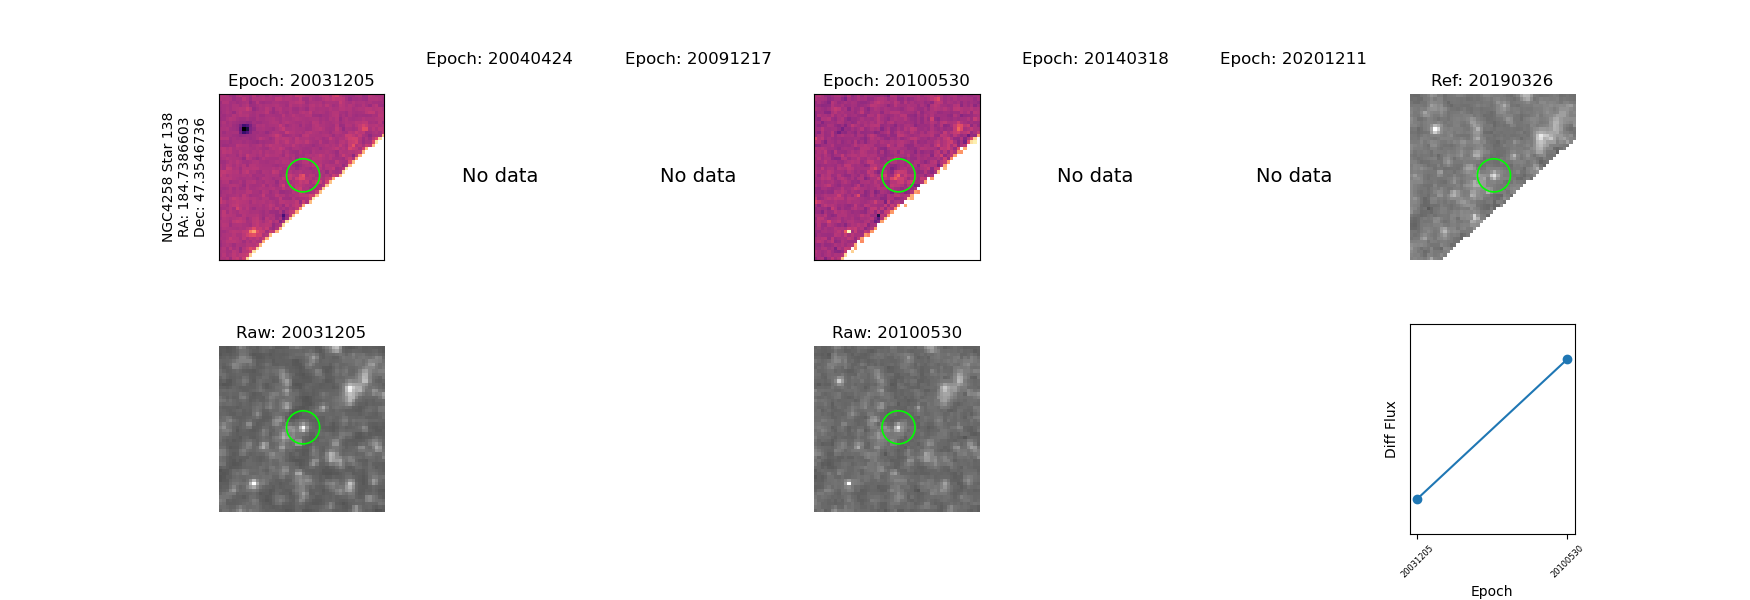 NGC4258 Star 138
RA: 184.7386603
Dec: 47.3546736
Epoch: 20031205
Epoch: 20040424
No data
Epoch: 20091217
No data
Epoch: 20100530
Epoch: 20140318
No data
Epoch: 20201211
No data
Ref: 20190326
Raw: 20031205
Raw: 20100530
Diff Flux
20031205
20100530
Epoch